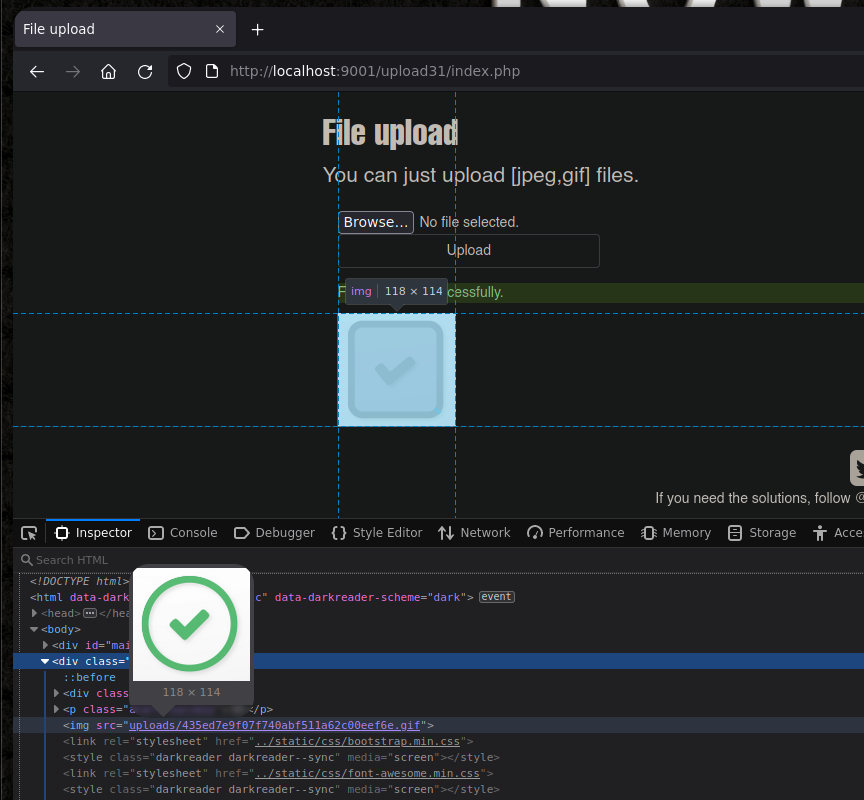 File upload
http://localhost:9001/upload31/index.php
File upload
You can just upload [jpeg,gif] files.
Browse... No file selected.
Upload
F img 118 × 114 cessfully.
If you need the solutions, follow @
Inspector Console Debugger Style Editor Network Performance Memory Storage Acce
Search HTML
<!DOCTYPE html>
<html data-dark c" data-darkreader-scheme="dark"> event
<head> </hea
<body>
<div id="mai
<div class="
::before
<div class
<p class="a </p>
118 × 114
<img src="uploads/435ed7e9f07f740abf511a62c00eef6e.gif">
<link rel="stylesheet" href="../static/css/bootstrap.min.css">
<style class="darkreader darkreader--sync" media="screen"></style>
<link rel="stylesheet" href="../static/css/font-awesome.min.css">
<style class="darkreader darkreader--sync" media="screen"></style>